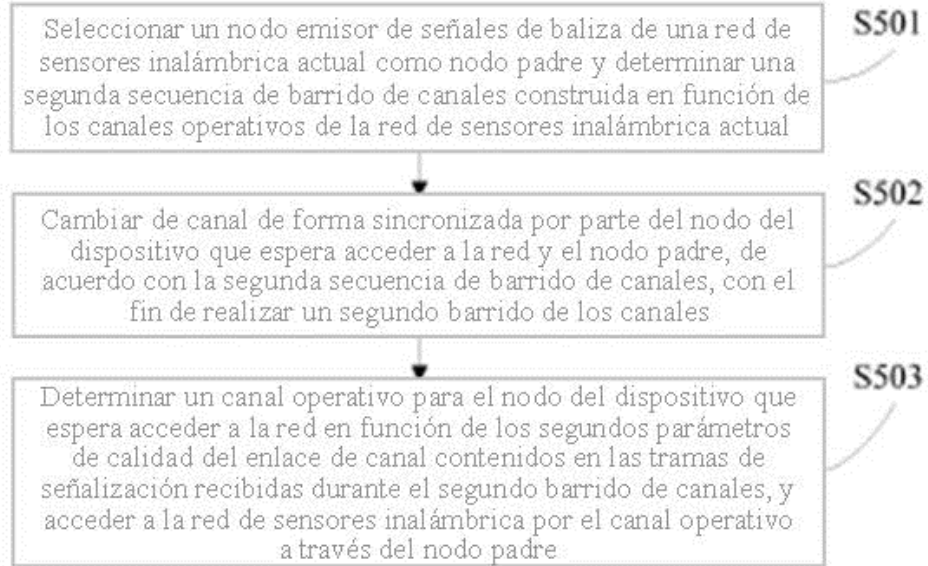 Seleccionar un nodo emisor de señales de baliza de una red de
sensores inalámbrica actual como nodo padre y determinar una
segunda secuencia de barrido de canales construida en función de
los canales operativos de la red de sensores inalámbrica actual
S501
Cambiar de canal de forma sincronizada por parte del nodo del
dispositivo que espera acceder a la red y el nodo padre, de
acuerdo con la segunda secuencia de barrido de canales, con el
fin de realizar un segundo barrido de los canales
S502
Determinar un canal operativo para el nodo del dispositivo que
espera acceder a la red en función de los segundos parámetros
de calidad del enlace de canal contenidos en las tramas de
señalización recibidas durante el segundo barrido de canales, y
acceder a la red de sensores inalámbrica por el canal operativo
a través del nodo padre
S503